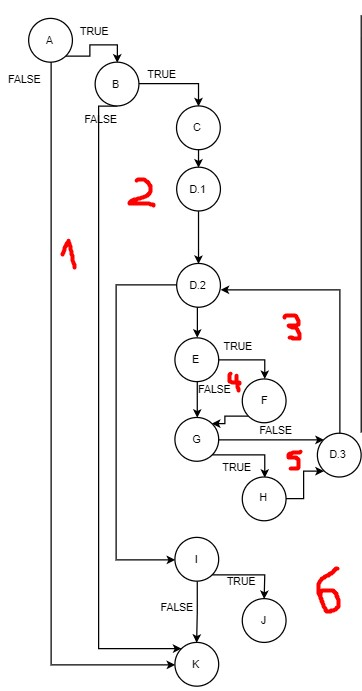 A
TRUE
B
TRUE
FALSE
FALSE
C
2
D.1
1
D.2
3
E
TRUE
4
FALSE
F
FALSE
G
5
D.3
TRUE
H
I
TRUE
6
FALSE
J
K